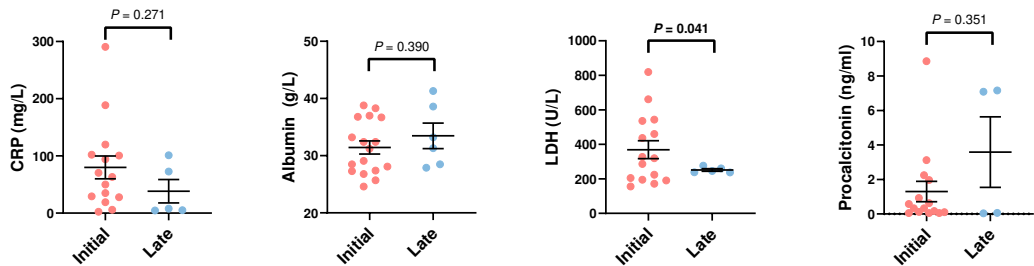 P = 0.271
CRP (mg/L)
300
200
100
0
Initial
Late
P = 0.390
Albumin (g/L)
50
40
30
20
Initial
Late
P = 0.041
LDH (U/L)
1000
800
600
400
200
0
Initial
Late
P = 0.351
Procalcitonin (ng/ml)
10
8
6
4
2
0
Initial
Late